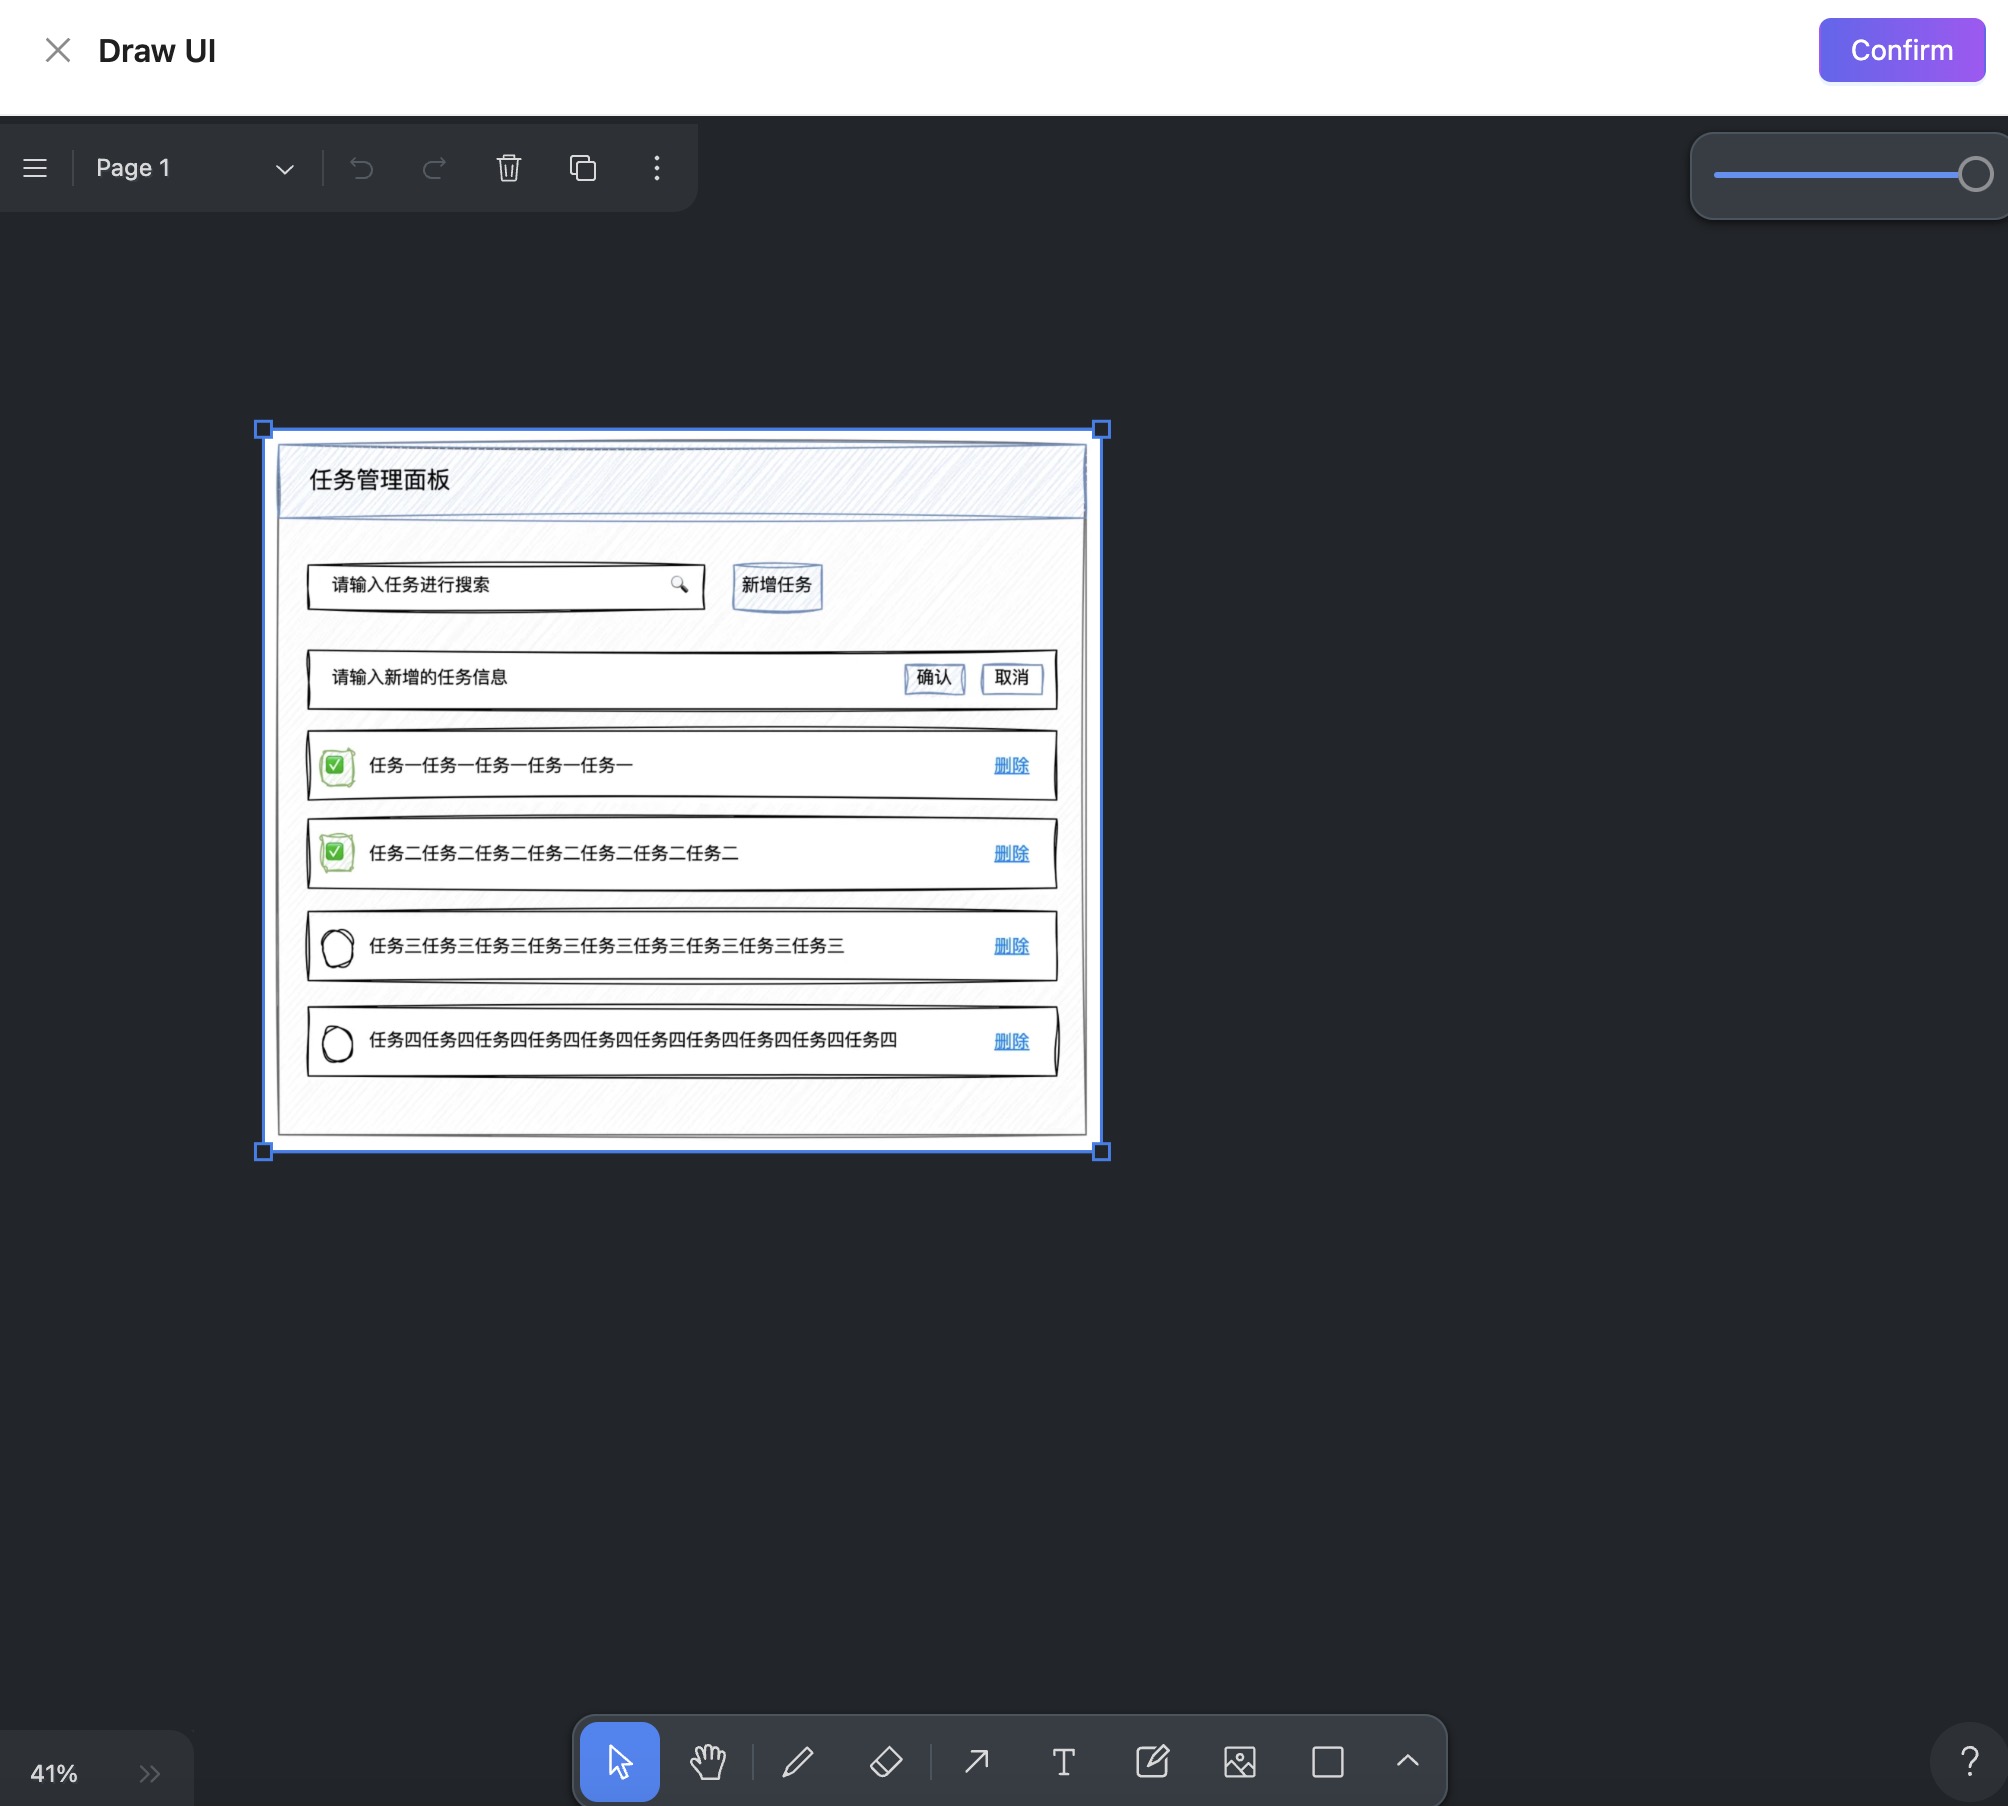 Draw UI
Confirm
Page 1
任务管理面板
请输入任务进行搜索
新增任务
请输入新增的任务信息
确认
取消
任务一任务一任务一任务一任务一
删除
任务二任务二任务二任务二任务二任务二任务二
删除
任务三任务三任务三任务三任务三任务三任务三任务三任务三
删除
任务四任务四任务四任务四任务四任务四任务四任务四任务四任务四
删除
41%